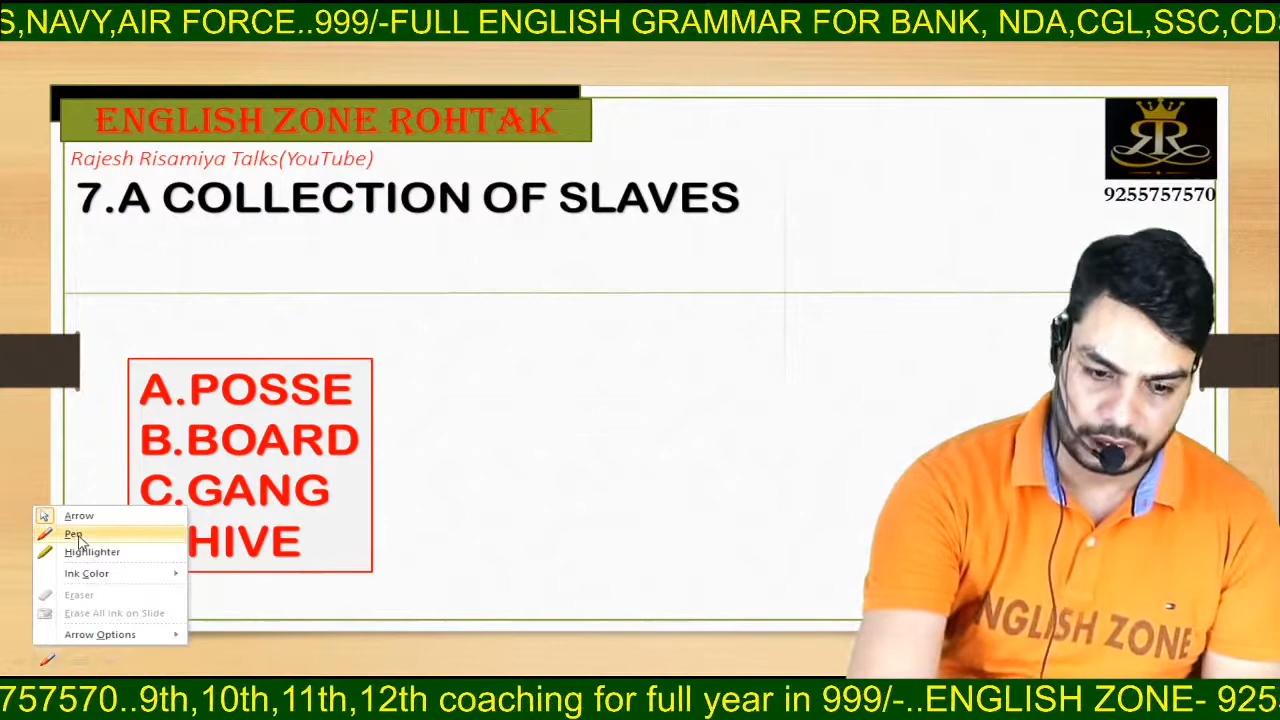 S,NAVY,AIR FORCE..999/-FULL ENGLISH GRAMMAR FOR BANK, NDA,CGL,SSC,CD
ENGLISH ZONE ROHTAK
Rajesh Risamiya Talks(YouTube)
RR
9255757570
7.A COLLECTION OF SLAVES
A.POSSE
B.BOARD
C.GANG
HIVE
Arrow
Pen
Highlighter
Ink Color
Eraser
Erase All Ink on Slide
Arrow Options
NGLISH ZONE
757570..9th,10th,11th,12th coaching for full year in 999/-..ENGLISH ZONE- 925